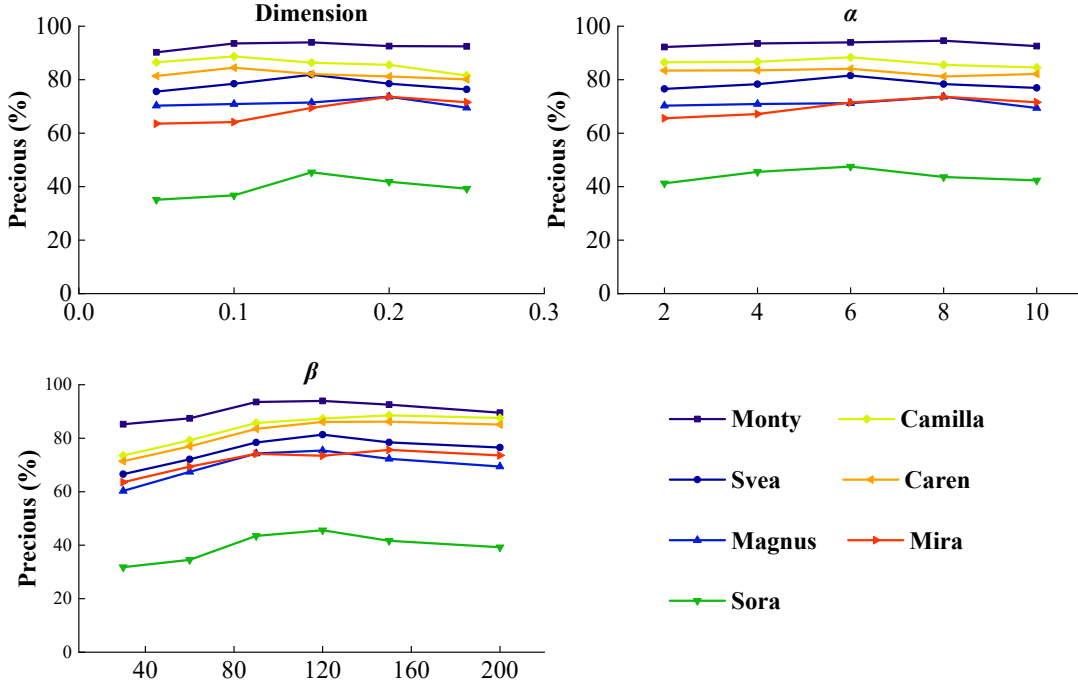 Dimension
100
80
60
40
20
0
Precious (%)
0.0 0.1 0.2 0.3
α
100
80
60
40
20
0
Precious (%)
2 4 6 8 10
β
100
80
60
40
20
0
Precious (%)
40 80 120 160 200
Monty Camilla
Svea Caren
Magnus Mira
Sora